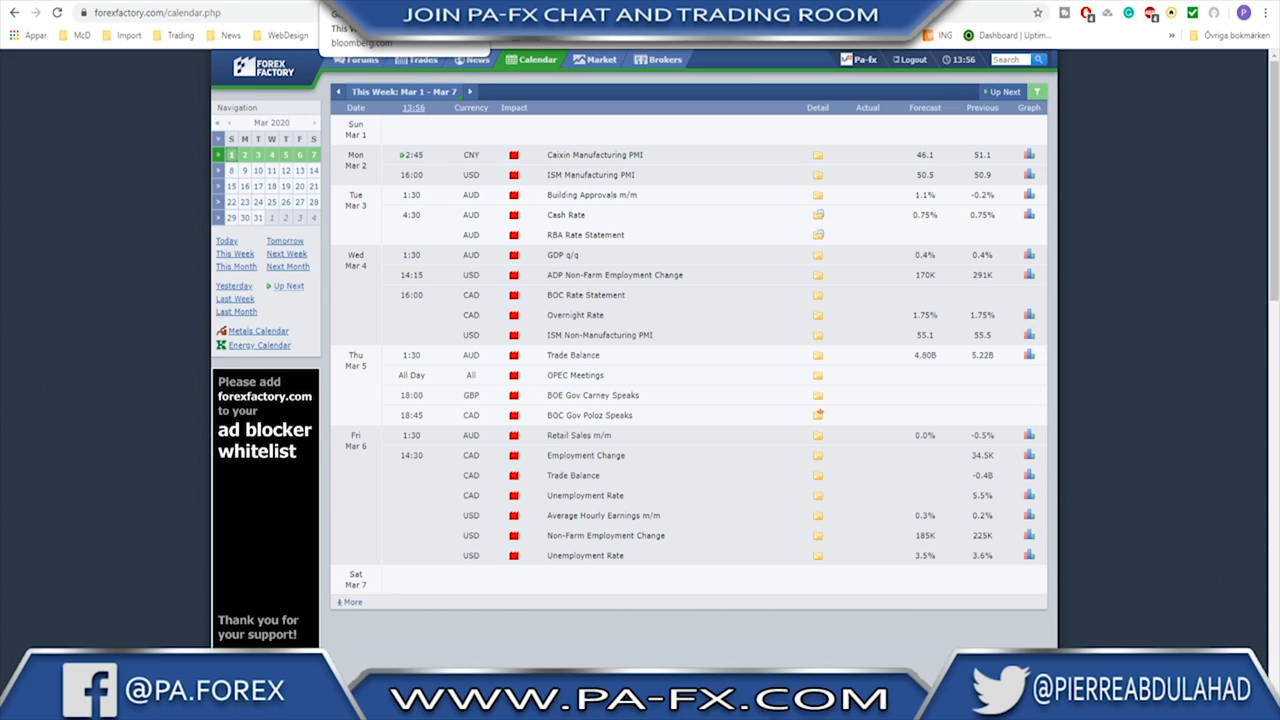 JOIN PA-FX CHAT AND TRADING ROOM
forexfactory.com/calendar.php
This W
bloomberg.com
Appar McD Import Trading News WebDesign ING Dashboard | Uptim... » Övriga bokmärken
FOREX FACTORY
Forums Trades News Calendar Market Brokers Pa-fx Logout 13:56 Search
Navigation
Mar 2020
S M T W T F S
1 2 3 4 5 6 7
8 9 10 11 12 13 14
15 16 17 18 19 20 21
22 23 24 25 26 27 28
29 30 31 1 2 3 4
Today Tomorrow
This Week Next Week
This Month Next Month
Yesterday Up Next
Last Week
Last Month
Metals Calendar
Energy Calendar
Please add
forexfactory.com
to your
ad blocker
whitelist
Thank you for
your support!
This Week: Mar 1 - Mar 7 Up Next
Date 13:56 Currency Impact Detail Actual Forecast Previous Graph
Sun
Mar 1
Mon
Mar 2
2:45 CNY Caixin Manufacturing PMI 46.1 51.1
16:00 USD ISM Manufacturing PMI 50.5 50.9
Tue
Mar 3
1:30 AUD Building Approvals m/m 1.1% -0.2%
4:30 AUD Cash Rate 0.75% 0.75%
AUD RBA Rate Statement
Wed
Mar 4
1:30 AUD GDP q/q 0.4% 0.4%
14:15 USD ADP Non-Farm Employment Change 170K 291K
16:00 CAD BOC Rate Statement
CAD Overnight Rate 1.75% 1.75%
USD ISM Non-Manufacturing PMI 55.1 55.5
Thu
Mar 5
1:30 AUD Trade Balance 4.80B 5.22B
All Day All OPEC Meetings
18:00 GBP BOE Gov Carney Speaks
18:45 CAD BOC Gov Poloz Speaks
Fri
Mar 6
1:30 AUD Retail Sales m/m 0.0% -0.5%
14:30 CAD Employment Change 34.5K
CAD Trade Balance -0.4B
CAD Unemployment Rate 5.5%
USD Average Hourly Earnings m/m 0.3% 0.2%
USD Non-Farm Employment Change 185K 225K
USD Unemployment Rate 3.5% 3.6%
Sat
Mar 7
More
@PA.FOREX
WWW.PA-FX.COM
@PIERREABDULAHAD